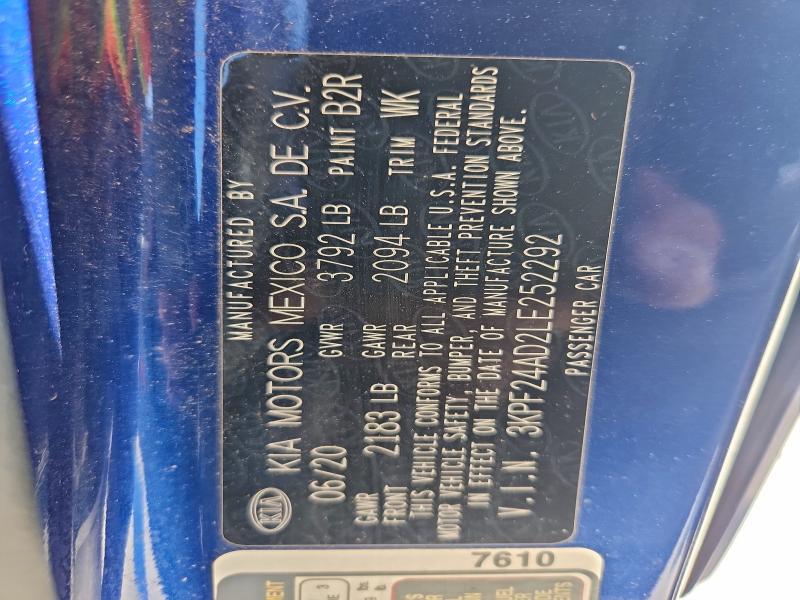 MANUFACTURED BY
KIA KIA MOTORS MEXICO S.A. DE C.V.
06/20 GVWR 3792 LB PAINT B2R
GAWR FRONT 2183 LB GAWR REAR 2094 LB TRIM WK
THIS VEHICLE CONFORMS TO ALL APPLICABLE U.S.A. FEDERAL
MOTOR VEHICLE SAFETY, BUMPER, AND THEFT PREVENTION STANDARDS
IN EFFECT ON THE DATE OF MANUFACTURE SHOWN ABOVE.
V.I.N. 3KPF24AD2LE252292
PASSENGER CAR
7610